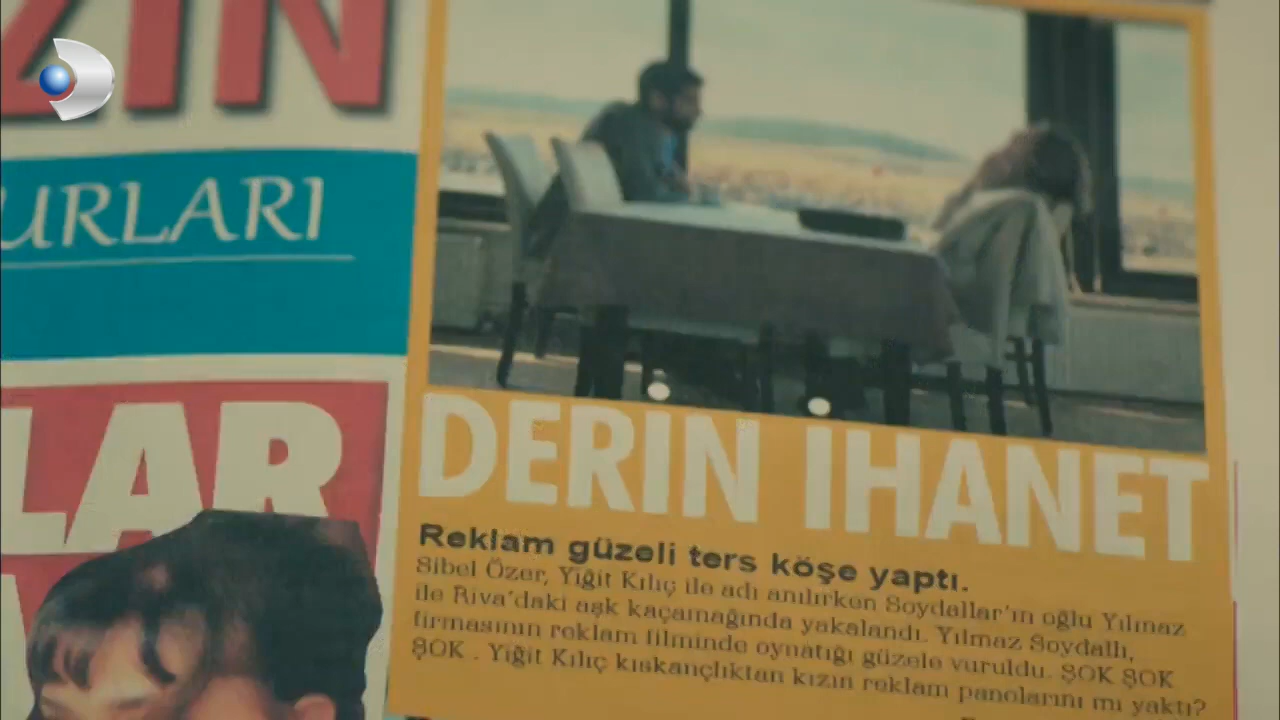 ZIN
URLARI
LAR
DERIN IHANET
Reklam güzeli ters köşe yaptı.
Sibel Özer, Yiğit Kılıç ile adı anılırken Soydallar'ın oğlu Yılmaz
ile Riva'daki aşk kaçamağında yakalandı. Yılmaz Soydallı,
firmasının reklam filminde oynatığı güzele vuruldu. ŞOK ŞOK
ŞOK . Yiğit Kılıç kıskançlıktan kızın reklam panolarını mı yaktı?